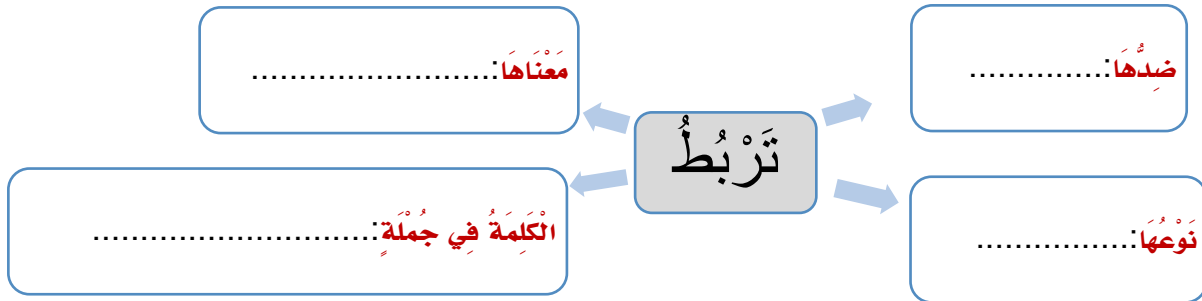 ضِدُّهَا:..............
مَعْنَاهَا:.........................
تَرْبُطُ
نَوْعُهَا:................
الْكَلِمَةُ فِي جُمْلَةٍ:.............................